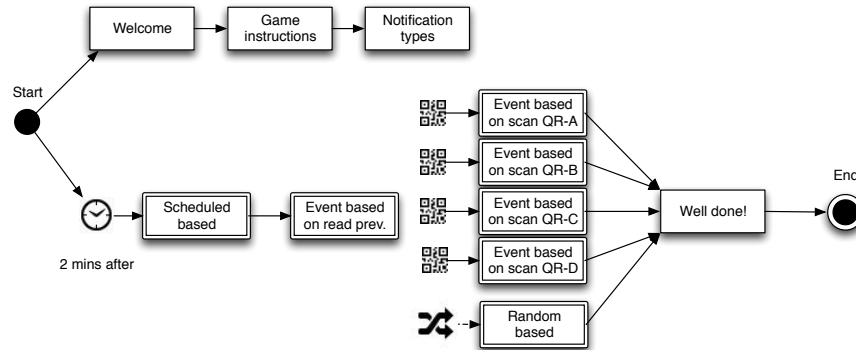 Welcome
Game
instructions
Notification
types
Start
2 mins after
Scheduled
based
Event based
on read prev.
Event based
on scan QR-A
Event based
on scan QR-B
Event based
on scan QR-C
Event based
on scan QR-D
Random
based
Well done!
End